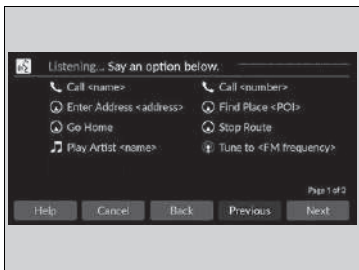 Listening... Say an option below.
Call <name>
Call <number>
Enter Address <address>
Find Place <POI>
Go Home
Stop Route
Play Artist <name>
Tune to <FM frequency>
Page 1 of 3
Help Cancel Back Previous Next